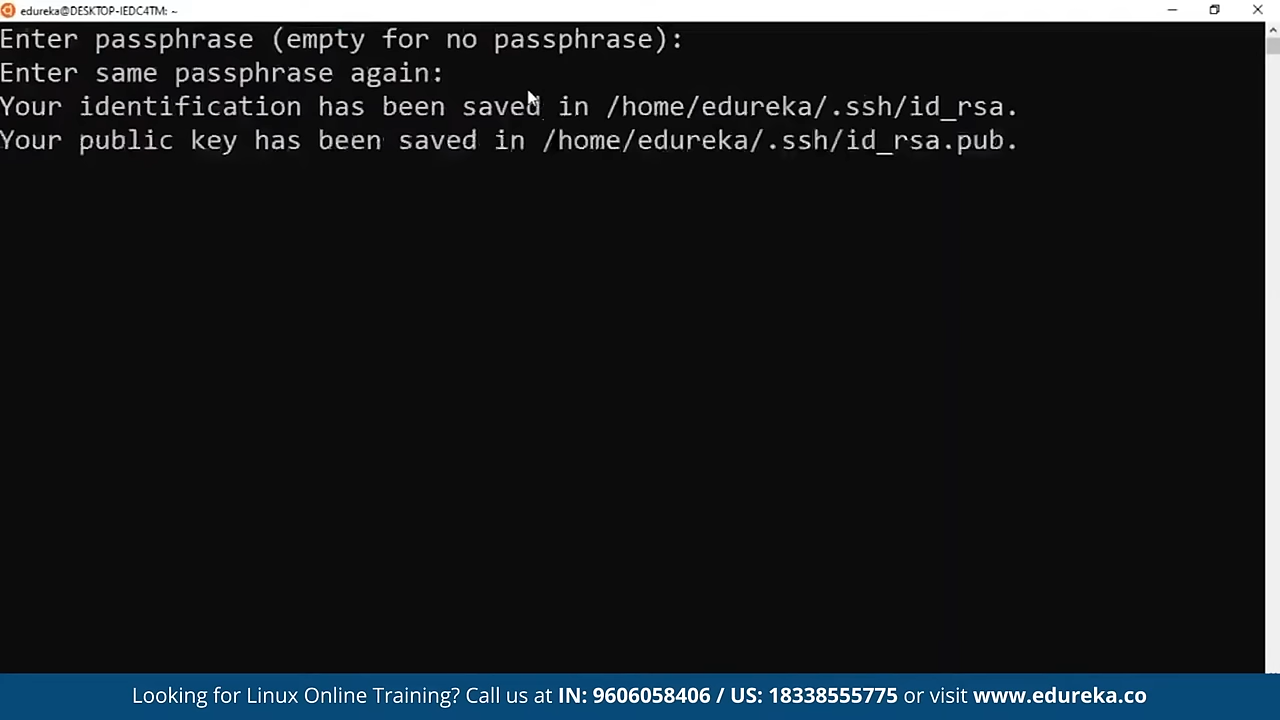 edureka@DESKTOP-IEDC4TM: ~
Enter passphrase (empty for no passphrase):
Enter same passphrase again:
Your identification has been saved in /home/edureka/.ssh/id_rsa.
Your public key has been saved in /home/edureka/.ssh/id_rsa.pub.
Looking for Linux Online Training? Call us at IN: 9606058406 / US: 18338555775 or visit www.edureka.co